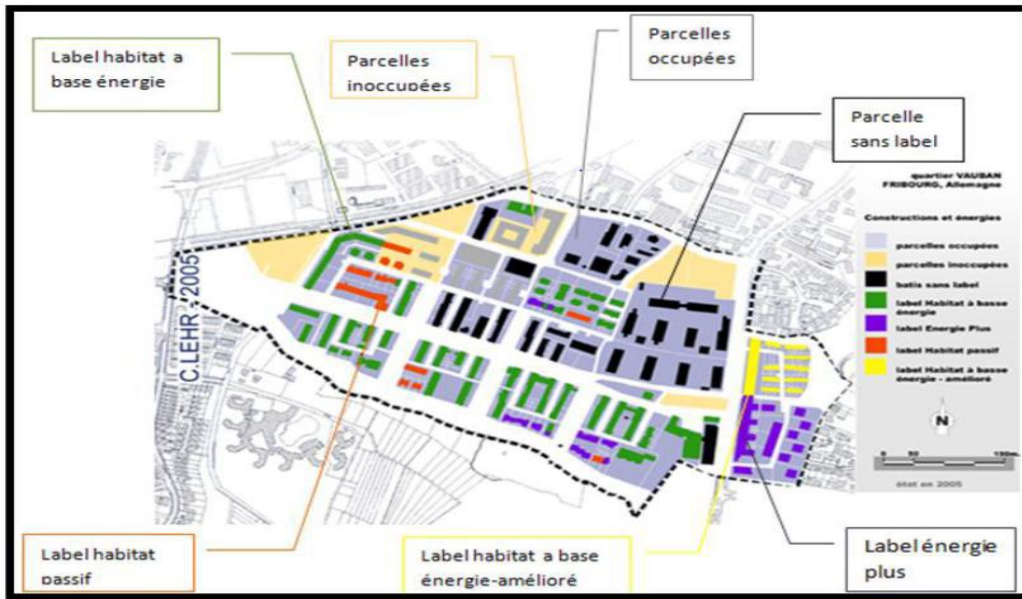 Label habitat a
base énergie
Parcelles
inoccupées
Parcelles
occupées
Parcelle
sans label
quartier VAUBAN
FRIBOURG, Allemagne
Constructions et énergies
parcelles occupées
parcelles inoccupées
batis sans label
label Habitat à basse
énergie
label Energie Plus
label Habitat passif
label Habitat à basse
énergie - amélioré
N
0 50 150m.
état en 2005
C.LEHR - 2005
Label habitat
passif
Label habitat a base
énergie-amélioré
Label énergie
plus